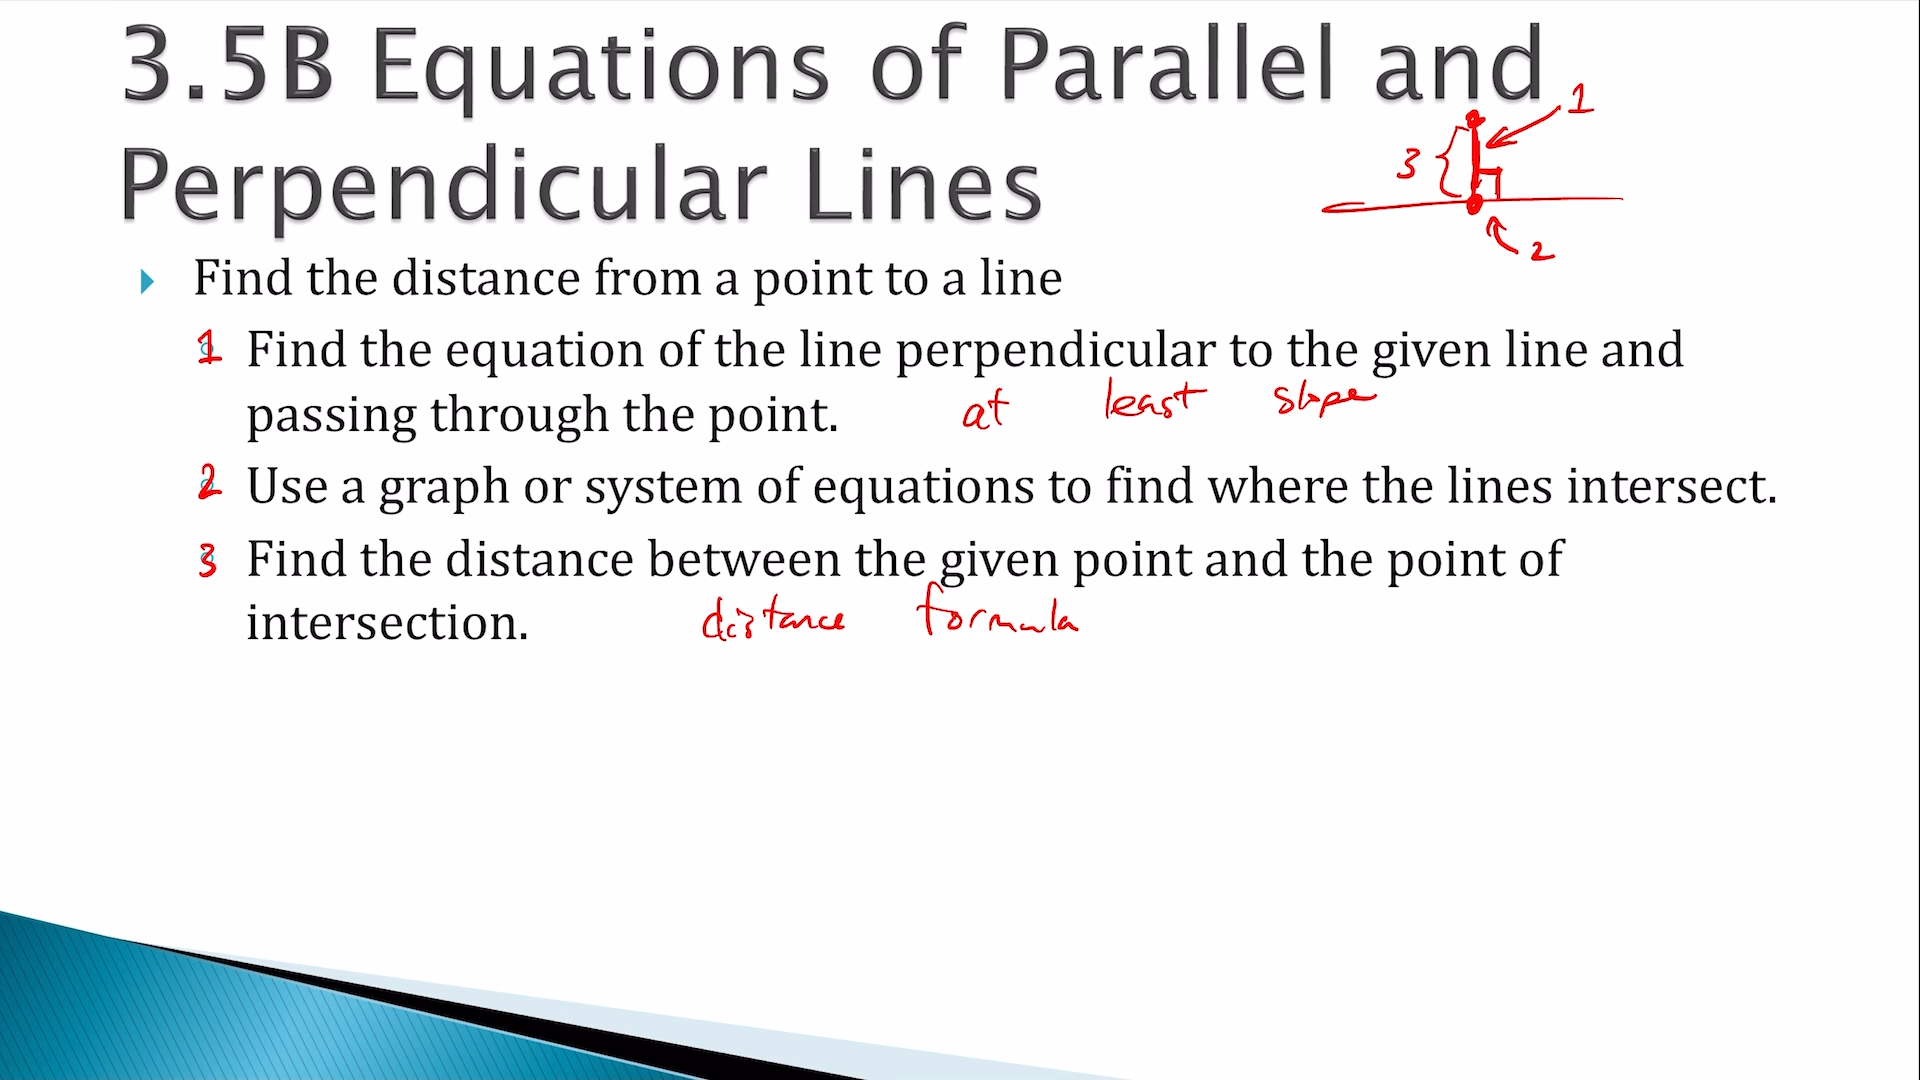 3.5B Equations of Parallel and
Perpendicular Lines
1
3
2
Find the distance from a point to a line
1 Find the equation of the line perpendicular to the given line and
passing through the point. at least slope
2 Use a graph or system of equations to find where the lines intersect.
3 Find the distance between the given point and the point of
intersection. distance formula